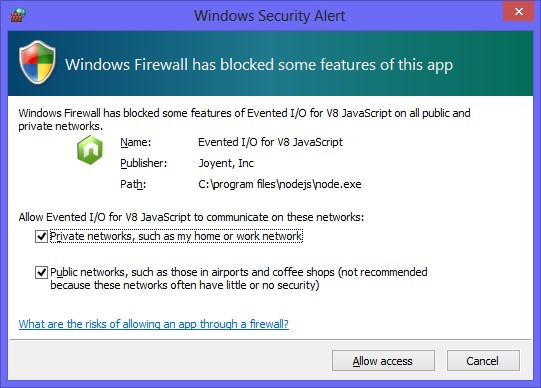 Windows Security Alert
Windows Firewall has blocked some features of this app
Windows Firewall has blocked some features of Evented I/O for V8 JavaScript on all public and
private networks.
Name: Evented I/O for V8 JavaScript
Publisher: Joyent, Inc
Path: C:\program files\nodejs\node.exe
Allow Evented I/O for V8 JavaScript to communicate on these networks:
Private networks, such as my home or work network
Public networks, such as those in airports and coffee shops (not recommended
because these networks often have little or no security)
What are the risks of allowing an app through a firewall?
Allow access Cancel